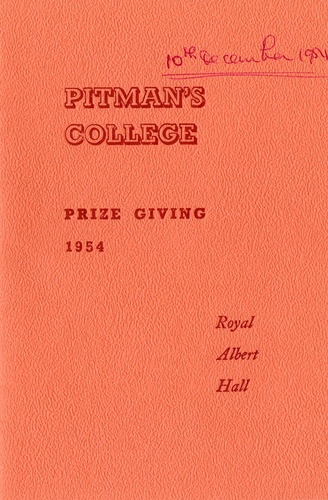 10th December 1954
PITMAN'S
COLLEGE
PRIZE GIVING
1954
Royal
Albert
Hall